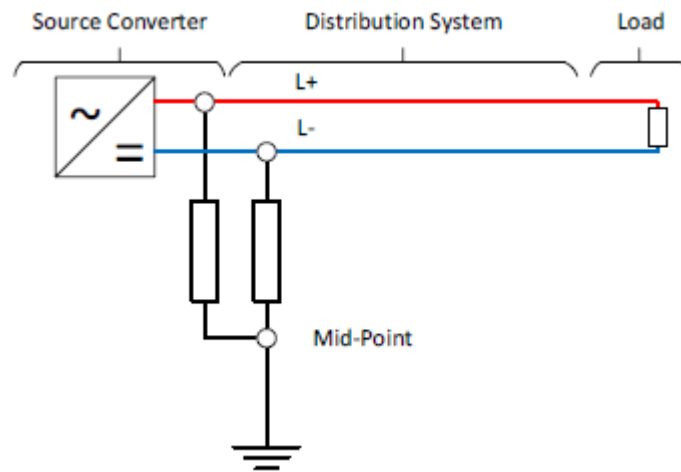 Source Converter
Distribution System
Load
L+
L-
Mid-Point